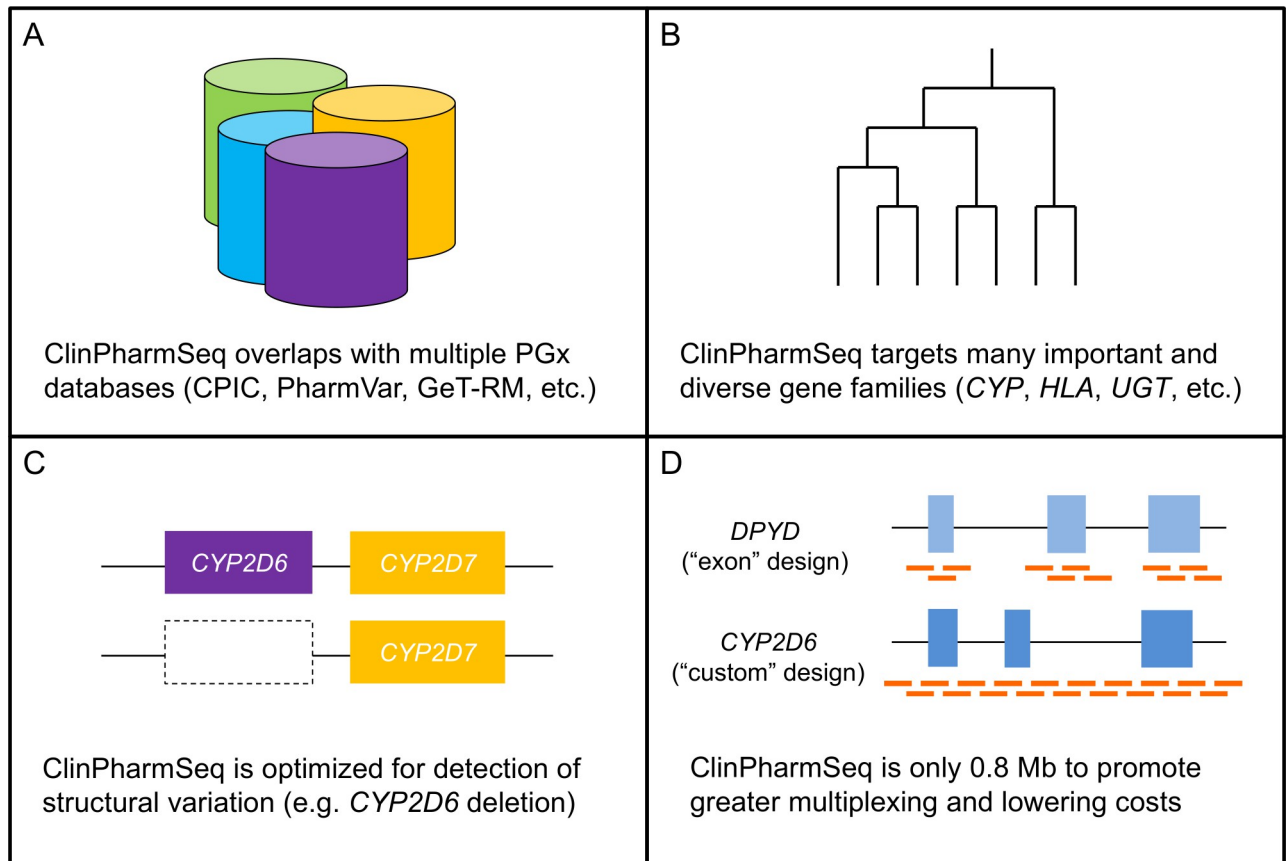 A
ClinPharmSeq overlaps with multiple PGx
databases (CPIC, PharmVar, GeT-RM, etc.)
B
ClinPharmSeq targets many important and
diverse gene families (CYP, HLA, UGT, etc.)
C
CYP2D6
CYP2D7
CYP2D7
ClinPharmSeq is optimized for detection of
structural variation (e.g. CYP2D6 deletion)
D
DPYD
(“exon” design)
CYP2D6
(“custom” design)
ClinPharmSeq is only 0.8 Mb to promote
greater multiplexing and lowering costs